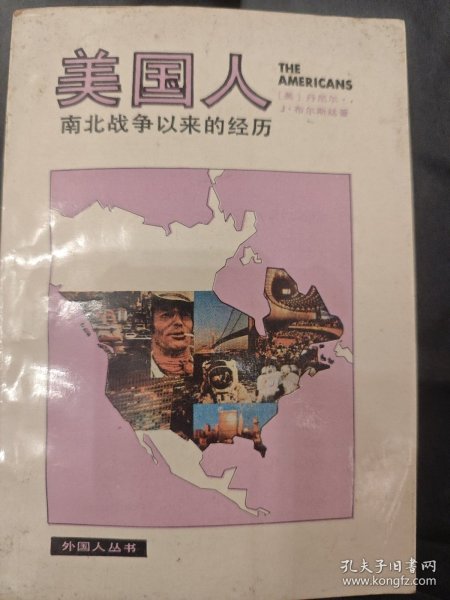 美国人
THE
AMERICANS
[美] 丹尼尔·
J·布尔斯廷著
南北战争以来的经历
外国人丛书
孔夫子旧书网
www.kongfz.com